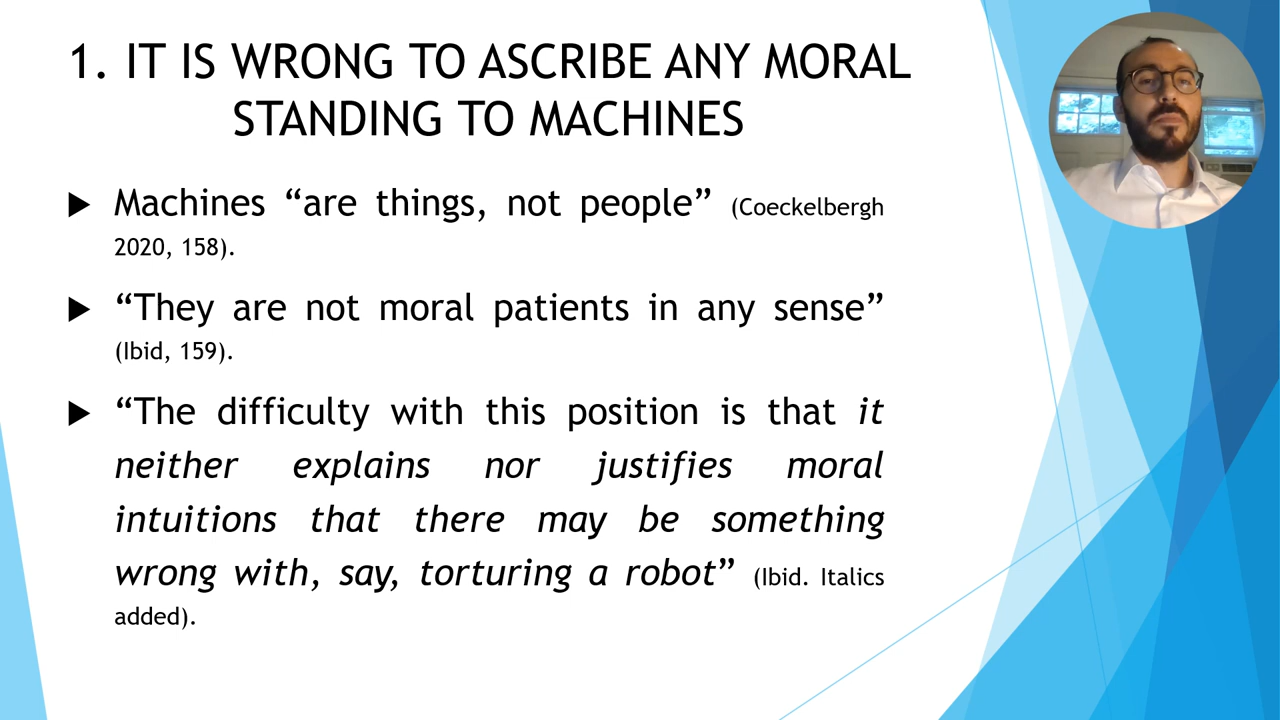 1. IT IS WRONG TO ASCRIBE ANY MORAL
STANDING TO MACHINES
Machines “are things, not people” (Coeckelbergh
2020, 158).
“They are not moral patients in any sense”
(Ibid, 159).
“The difficulty with this position is that it
neither explains nor justifies moral
intuitions that there may be something
wrong with, say, torturing a robot” (Ibid. Italics
added).